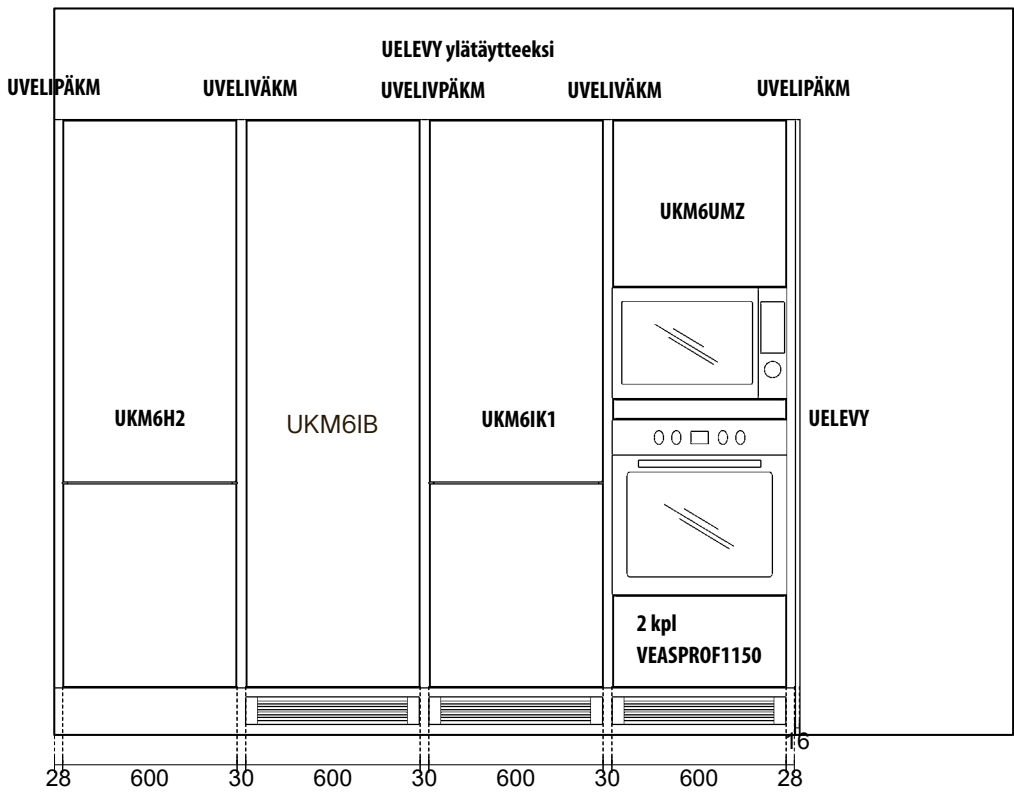 UELEVY ylätäytteeksi
UVELIPÄKM UVELIVÄKM UVELIVPÄKM UVELIVÄKM UVELIPÄKM
UKM6UMZ
UKM6H2 UKM6IB UKM6IK1 UELEVY
2 kpl
VEASPROF1150
16
28 600 30 600 30 600 30 600 28